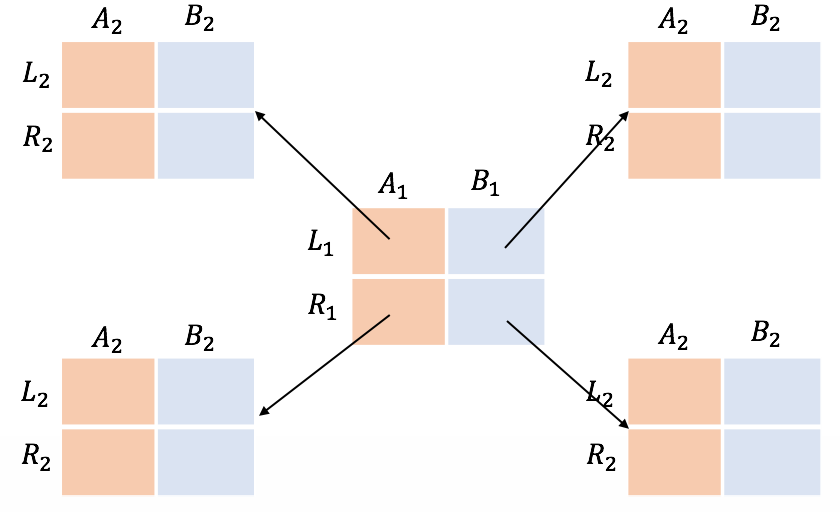 A₂ B₂
L₂
R₂
A₂ B₂
L₂
R₂
A₁ B₁
L₁
R₁
A₂ B₂
L₂
R₂
A₂ B₂
L₂
R₂